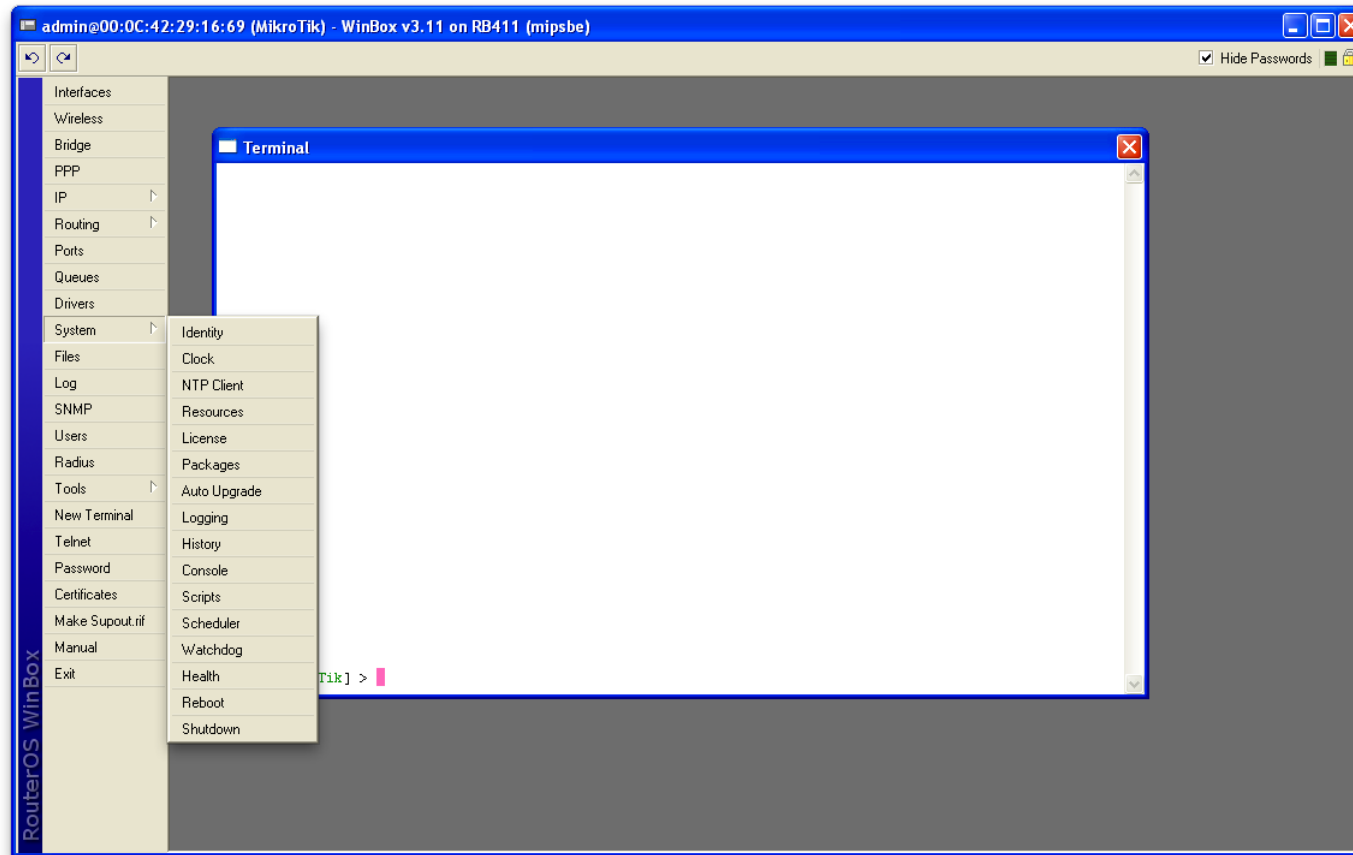 admin@00:0C:42:29:16:69 (MikroTik) - WinBox v3.11 on RB411 (mipsbe)
Hide Passwords
Interfaces
Wireless
Bridge
PPP
IP
Routing
Ports
Queues
Drivers
System
Files
Log
SNMP
Users
Radius
Tools
New Terminal
Telnet
Password
Certificates
Make Supout.rif
Manual
Exit
RouterOS WinBox
Terminal
Tik] >
Identity
Clock
NTP Client
Resources
License
Packages
Auto Upgrade
Logging
History
Console
Scripts
Scheduler
Watchdog
Health
Reboot
Shutdown